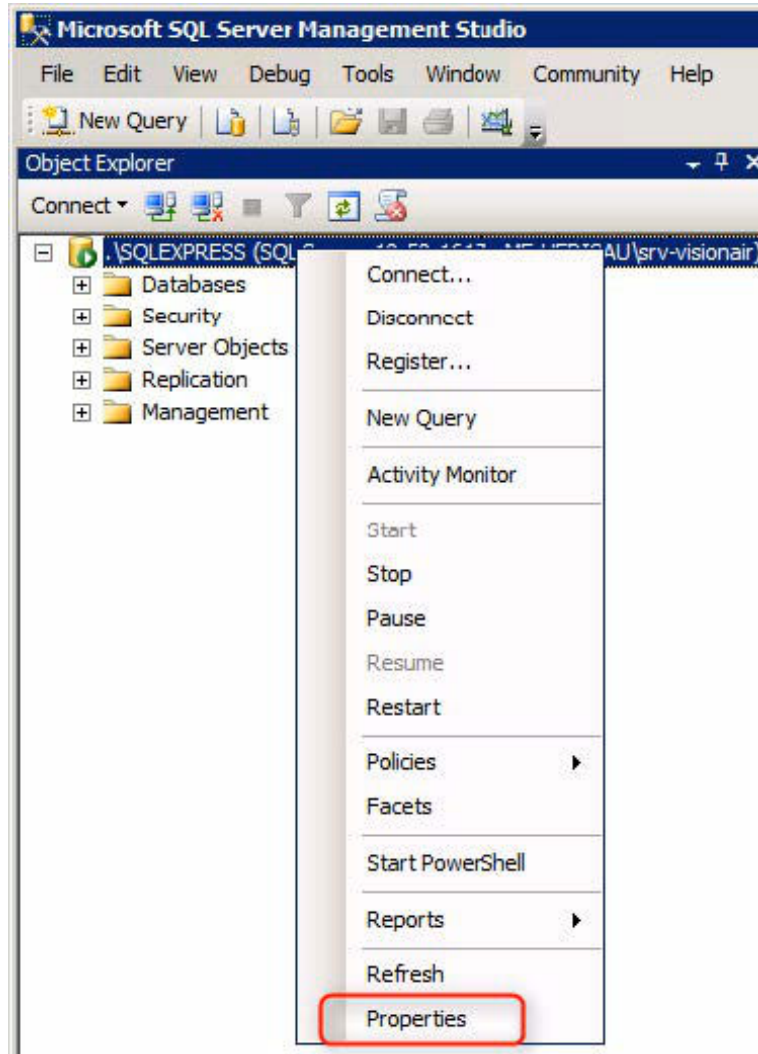 Microsoft SQL Server Management Studio
File Edit View Debug Tools Window Community Help
New Query
Object Explorer
Connect
.\SQLEXPRESS (SQL AU\srv-visionair)
Databases
Security
Server Objects
Replication
Management
Connect...
Disconnect
Register...
New Query
Activity Monitor
Start
Stop
Pause
Resume
Restart
Policies
Facets
Start PowerShell
Reports
Refresh
Properties